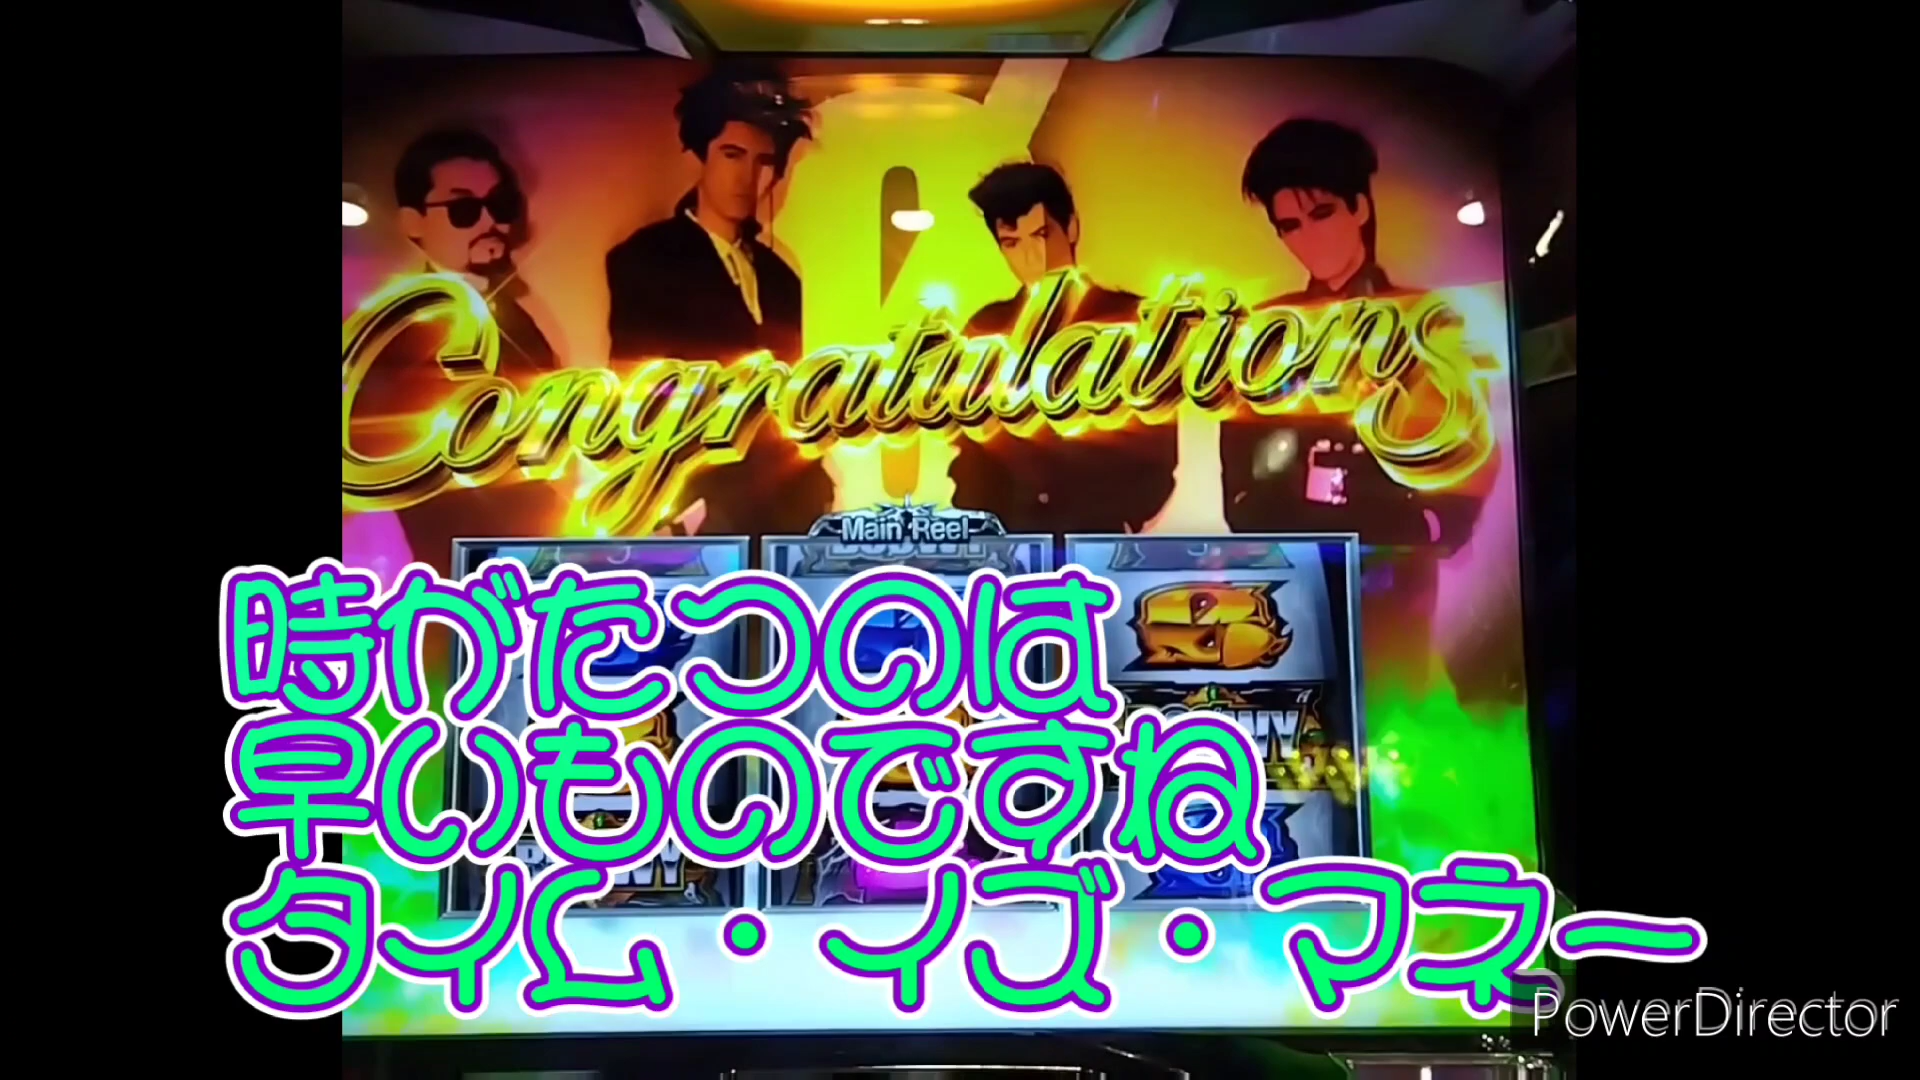 Congratulations
Main Reel
BOØWY
時がたつのは
早いものですね
タイム・イズ・マネー
PowerDirector